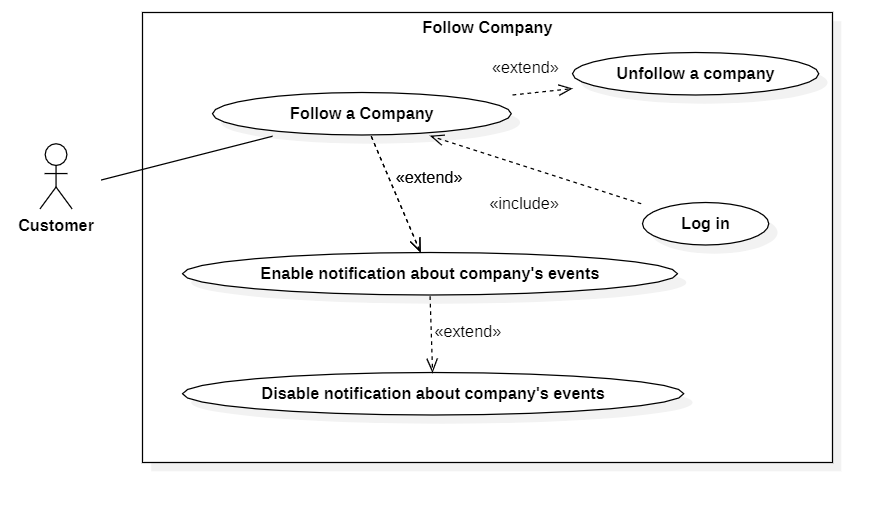 Follow Company
«extend»
Unfollow a company
Follow a Company
«extend»
«include»
Log in
Customer
Enable notification about company's events
«extend»
Disable notification about company's events